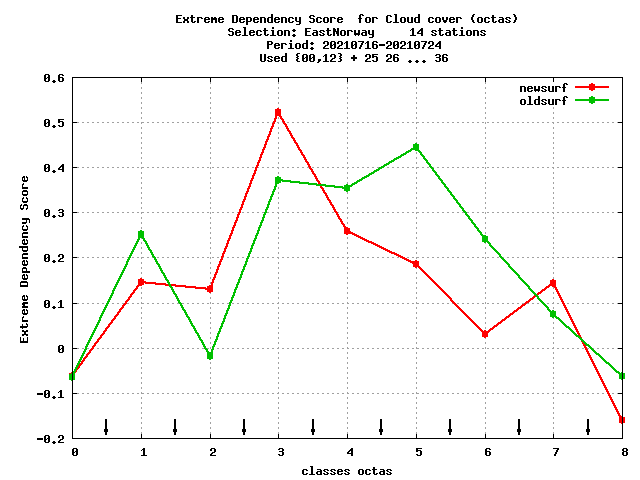 Extreme Dependency Score  for Cloud cover (octas)
Selection: EastNorway     14 stations
Period: 20210716-20210724
Used {00,12} + 25 26 ... 36
newsurf
oldsurf
0.6
0.5
0.4
0.3
0.2
0.1
0
-0.1
-0.2
Extreme Dependency Score
0 1 2 3 4 5 6 7 8
classes octas